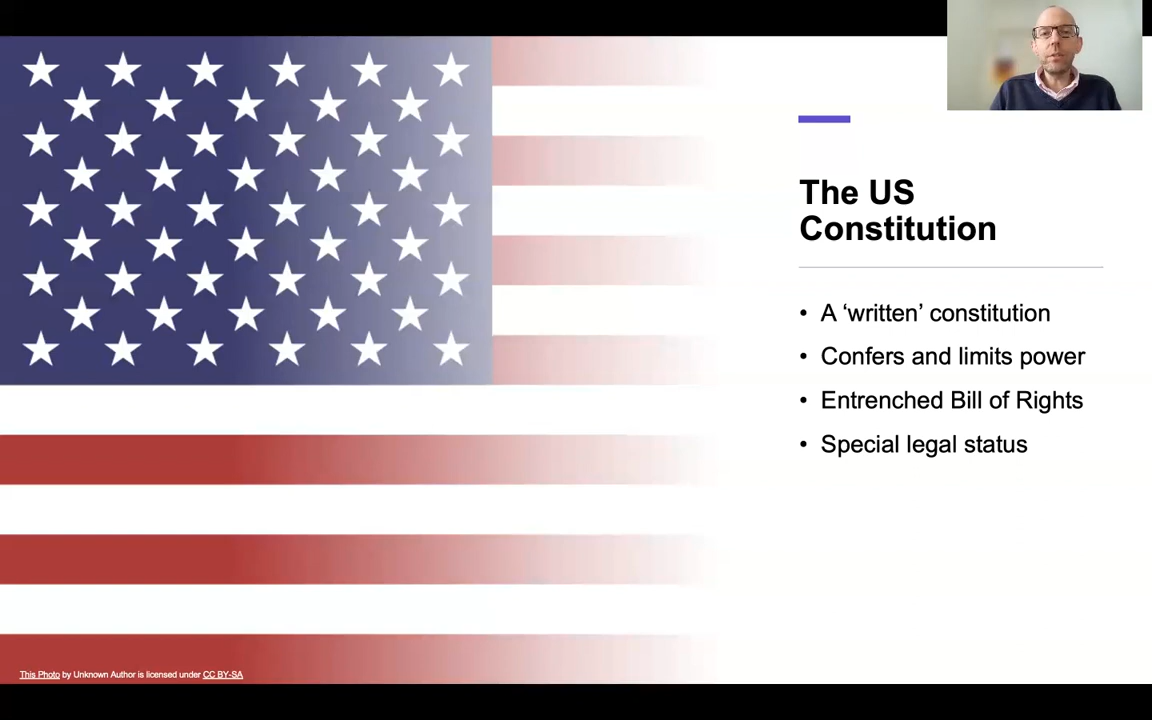 The US
Constitution
• A ‘written’ constitution
• Confers and limits power
• Entrenched Bill of Rights
• Special legal status
This Photo by Unknown Author is licensed under CC BY-SA